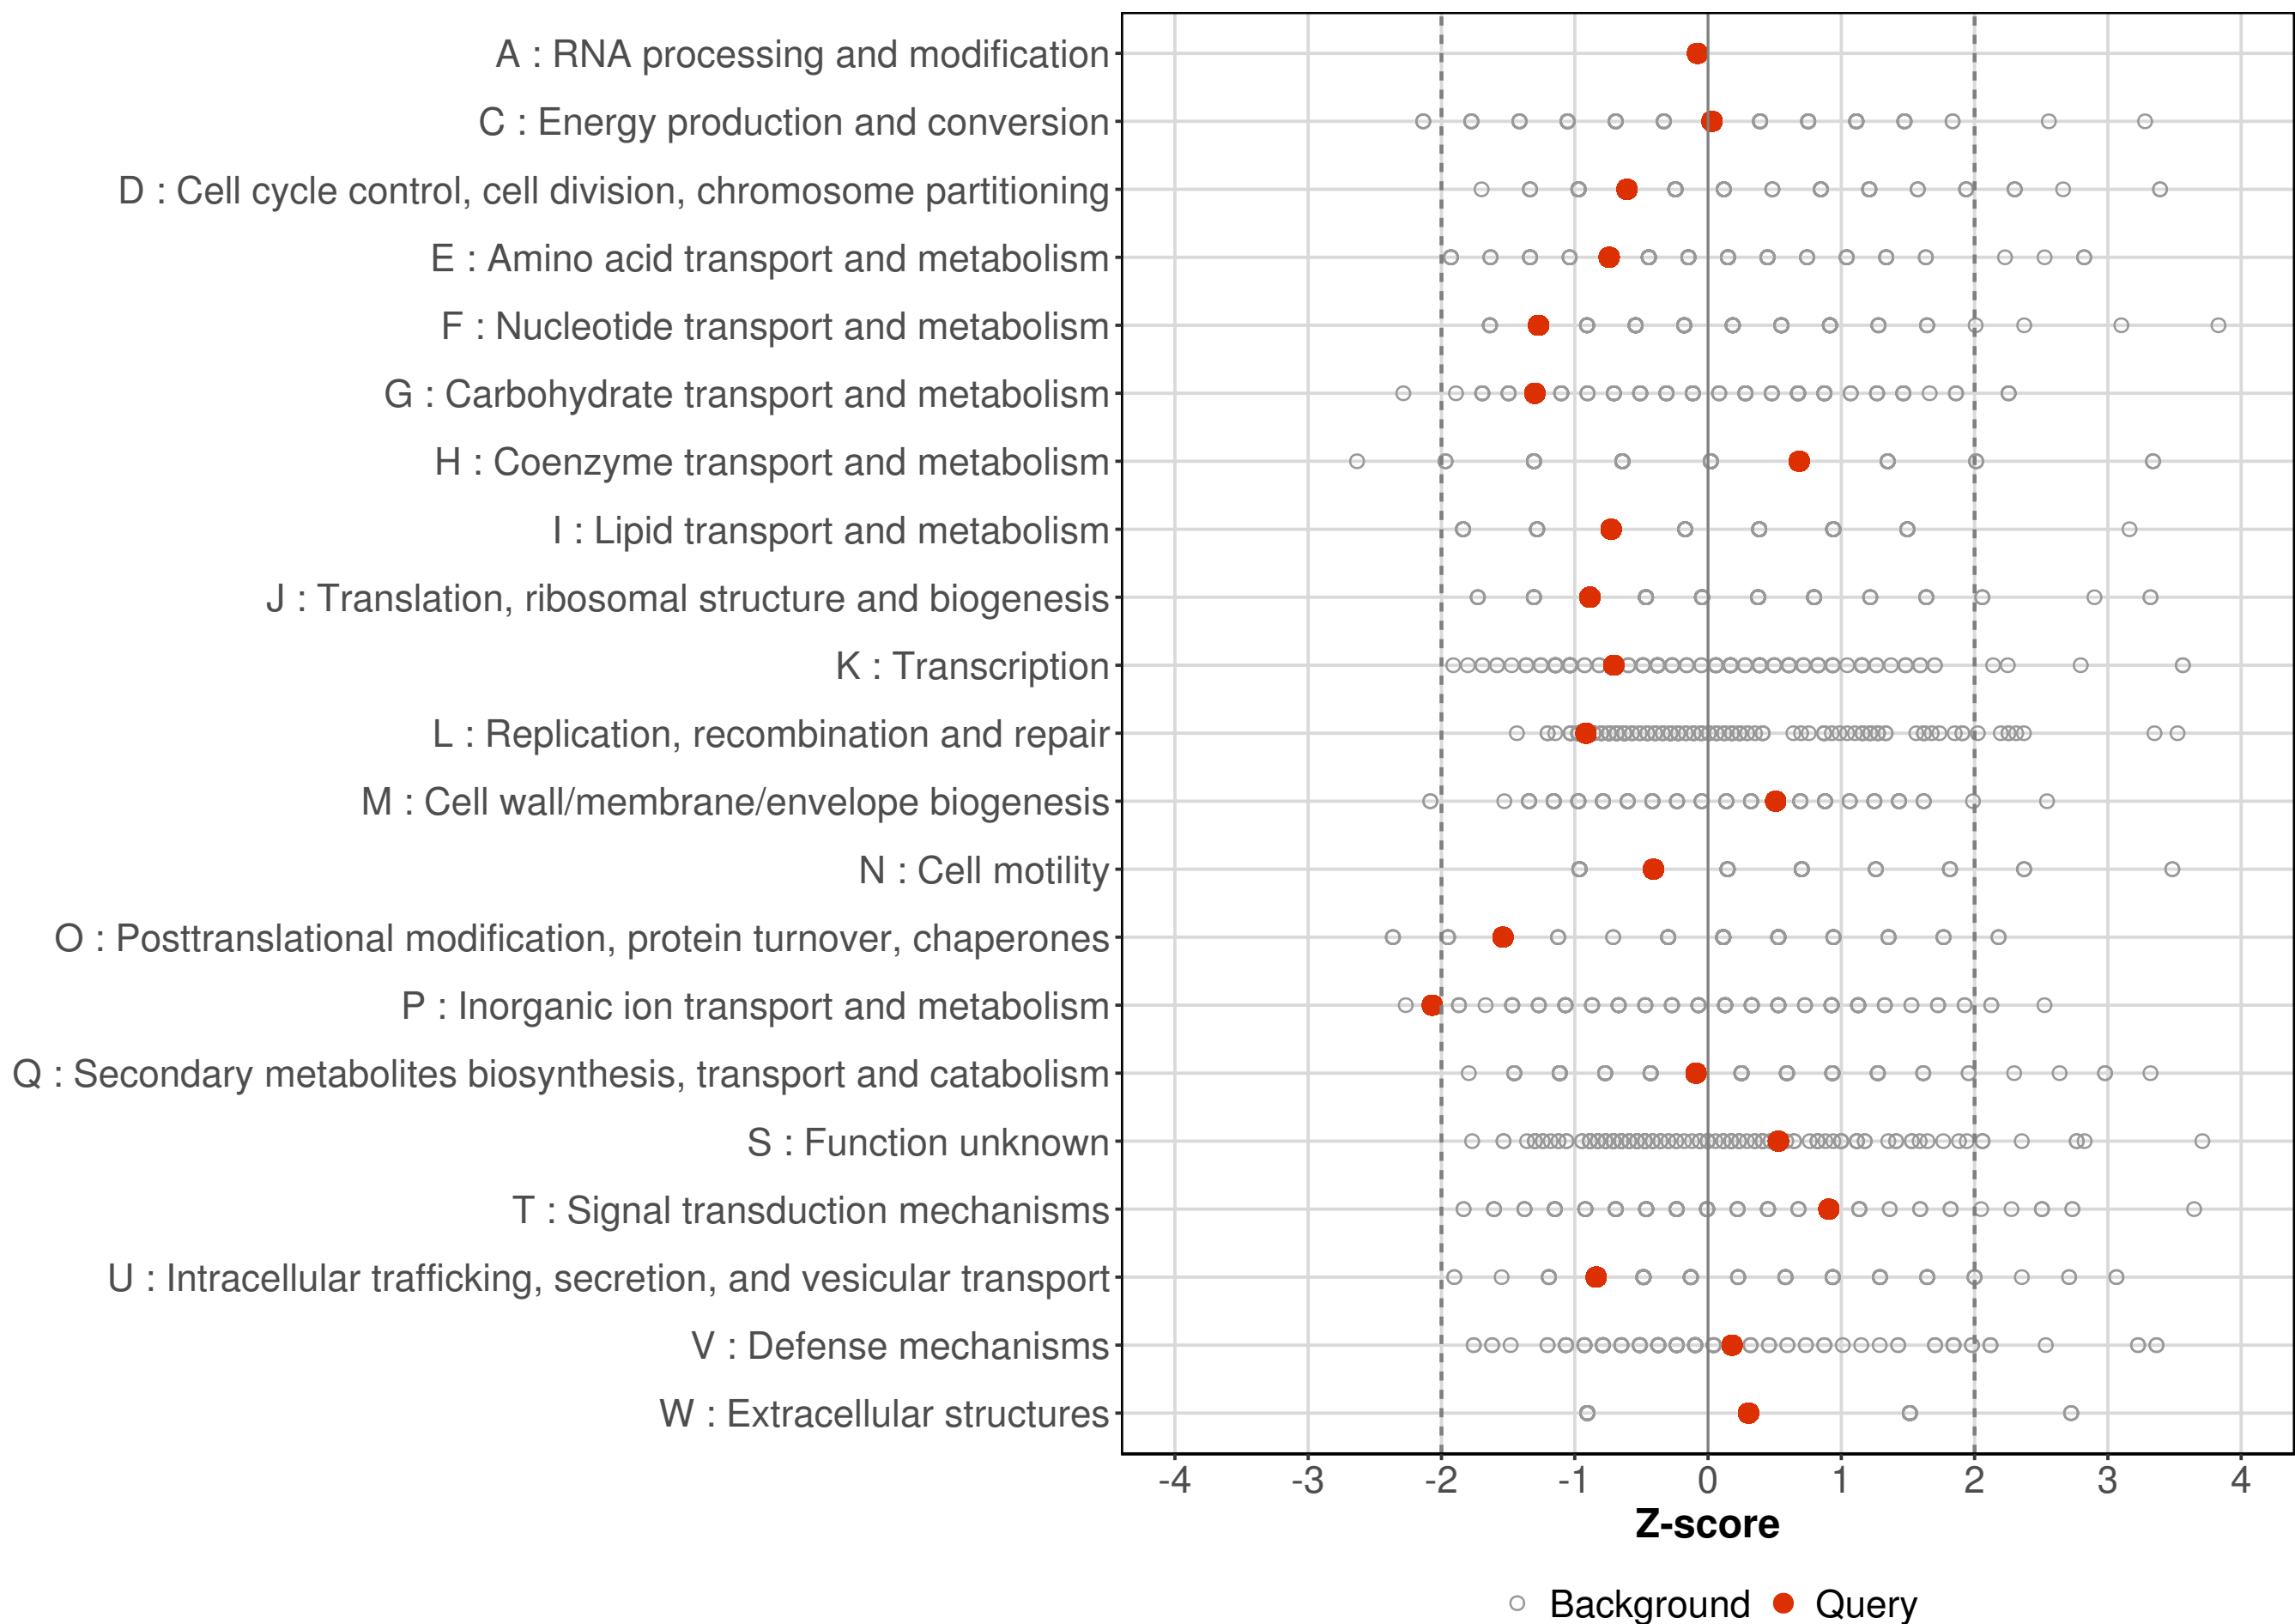 A : RNA processing and modification
C : Energy production and conversion
D : Cell cycle control, cell division, chromosome partitioning
E : Amino acid transport and metabolism
F : Nucleotide transport and metabolism
G : Carbohydrate transport and metabolism
H : Coenzyme transport and metabolism
I : Lipid transport and metabolism
J : Translation, ribosomal structure and biogenesis
K : Transcription
L : Replication, recombination and repair
M : Cell wall/membrane/envelope biogenesis
N : Cell motility
O : Posttranslational modification, protein turnover, chaperones
P : Inorganic ion transport and metabolism
Q : Secondary metabolites biosynthesis, transport and catabolism
S : Function unknown
T : Signal transduction mechanisms
U : Intracellular trafficking, secretion, and vesicular transport
V : Defense mechanisms
W : Extracellular structures
-4 -3 -2 -1 0 1 2 3 4
Z-score
Background Query